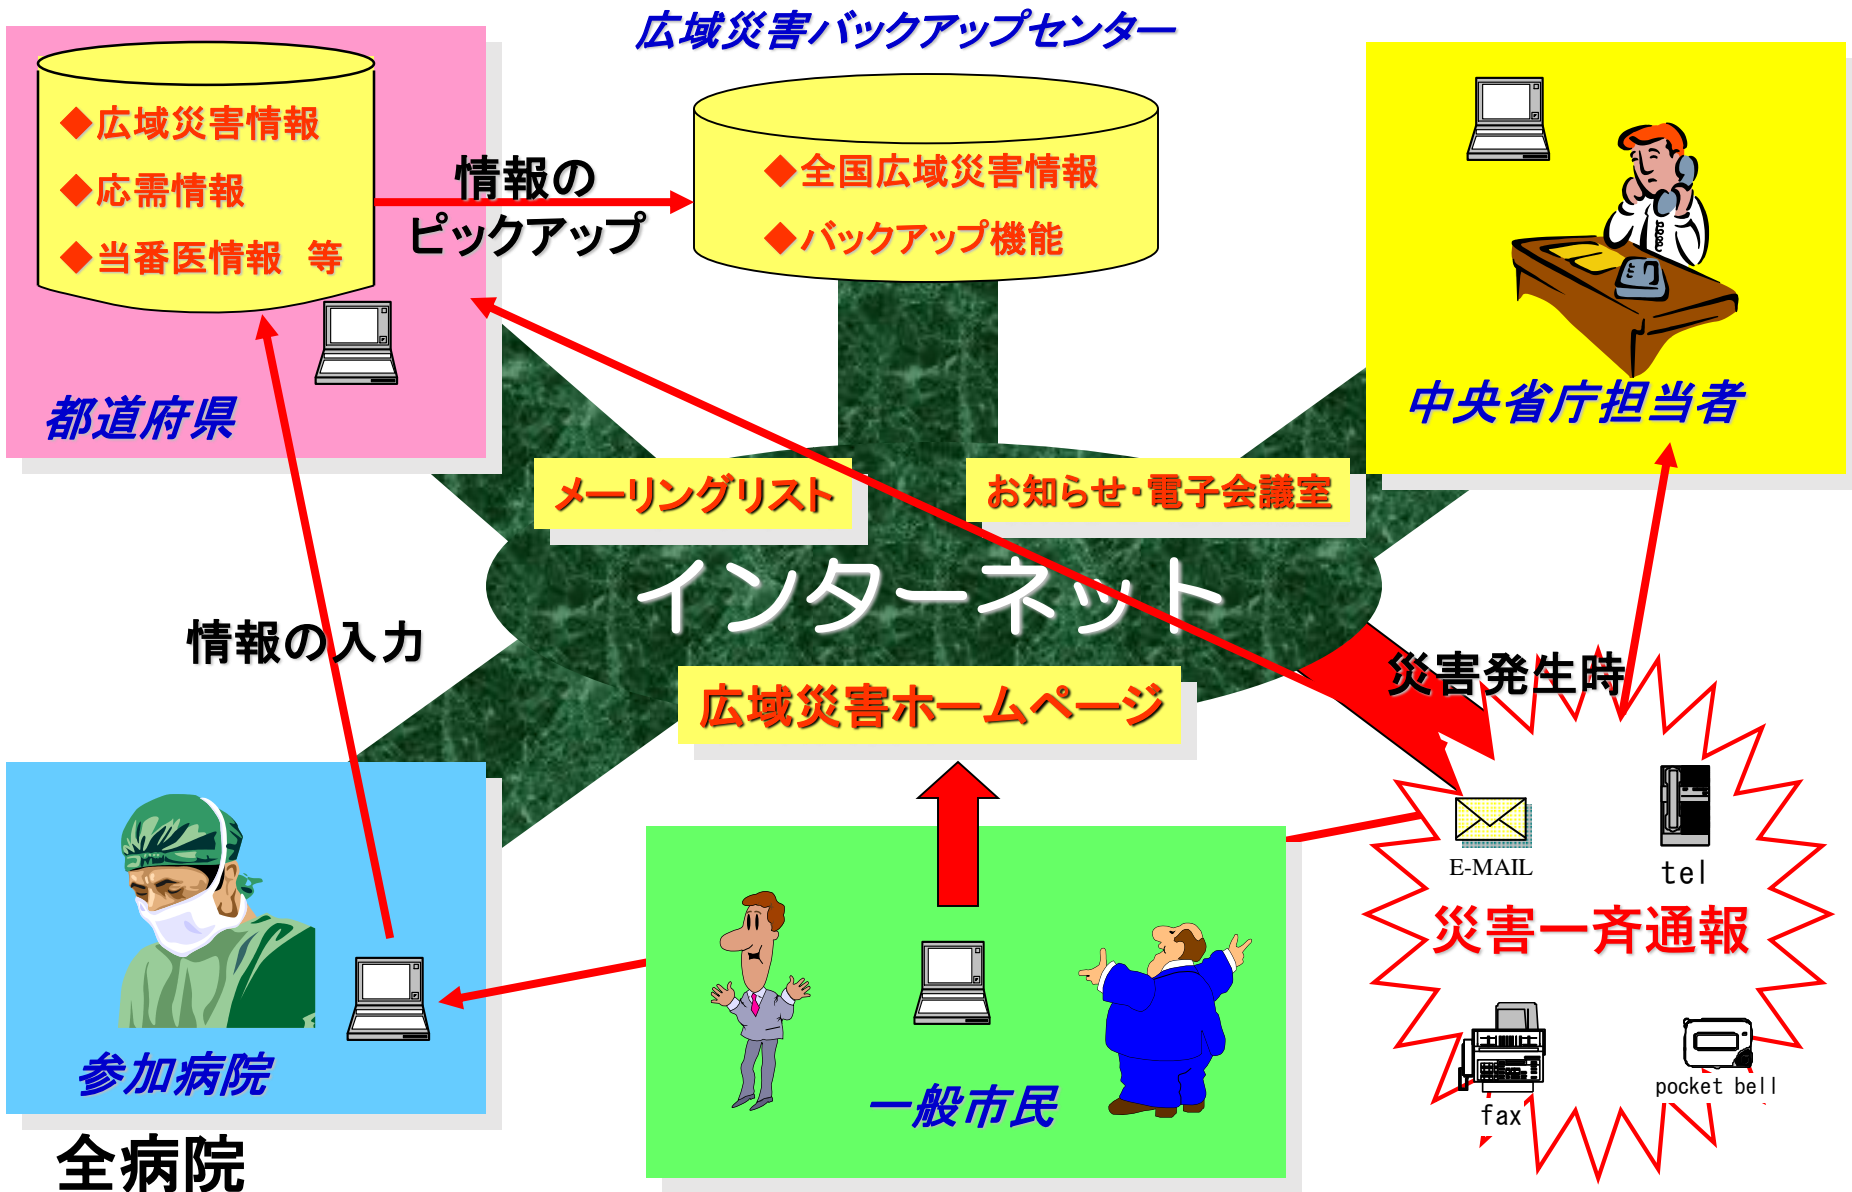 広域災害バックアップセンター
◆広域災害情報
◆応需情報
◆当番医情報　等
都道府県
情報の
ピックアップ
◆全国広域災害情報
◆バックアップ機能
中央省庁担当者
メーリングリスト
お知らせ・電子会議室
インターネット
広域災害ホームページ
情報の入力
災害発生時
E-MAIL
tel
災害一斉通報
fax
pocket bell
参加病院
全病院
一般市民